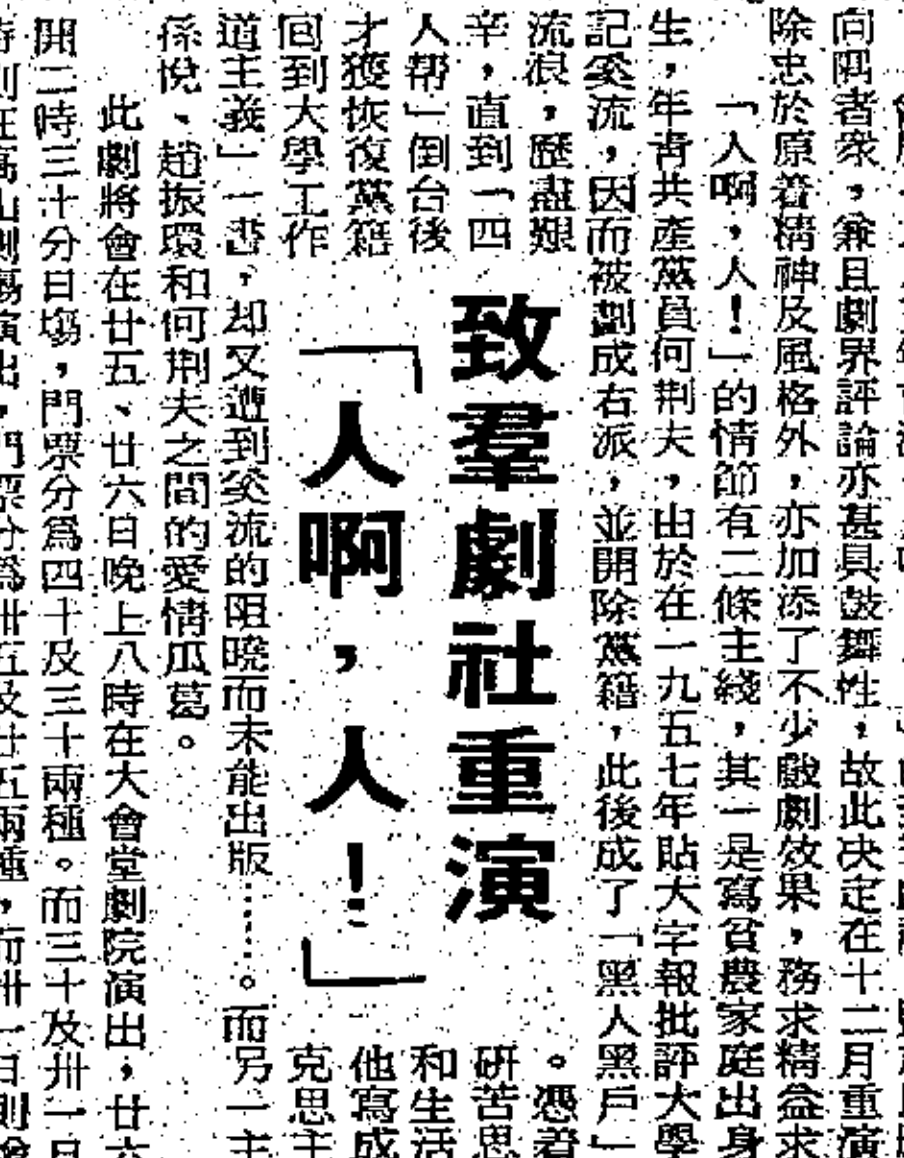 向隅者衆，兼且劇界評論亦甚具鼓舞性，故此決定在十二月重演
除忠於原着精神及風格外，亦加添了不少戲劇效果，務求精益求
「人啊，人！」的情節有二條主綫，其一是寫貧農家庭出身
生，年青共產黨員何荆夫，由於在一九五七年貼大字報批評大學
記奚流，因而被劃成右派，並開除黨籍，此後成了「黑人黑戶」
致羣劇社重演
「人啊，人！」
流浪，歷盡艱
辛，直到「四
人帮」倒台後
才獲恢復黨籍
回到大學工作
。憑着
研苦思
和生活
他寫成
克思主
道主義」一書，却又遭到奚流的阻曉而未能出版……。而另一主
孫悅、趙振環和何荆夫之間的愛情瓜葛。
此劇將會在廿五、廿六日晚上八時在大會堂劇院演出，廿六
開二時三十分日場，門票分爲四十及三十兩種。而三十及卅一日